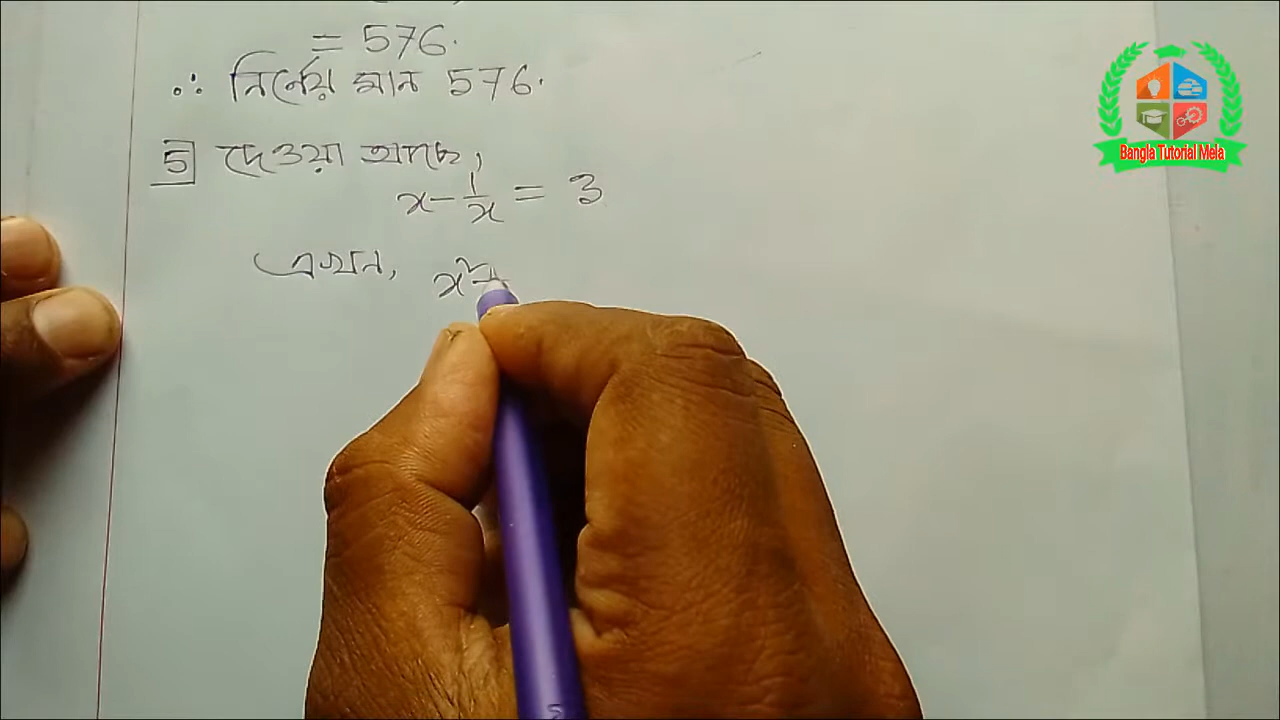 = 576.
∴ নির্ণেয় মান 576.
5 দেওয়া আছে,
x - 1/x = 3
এখন, x² +
Bangla Tutorial Mela